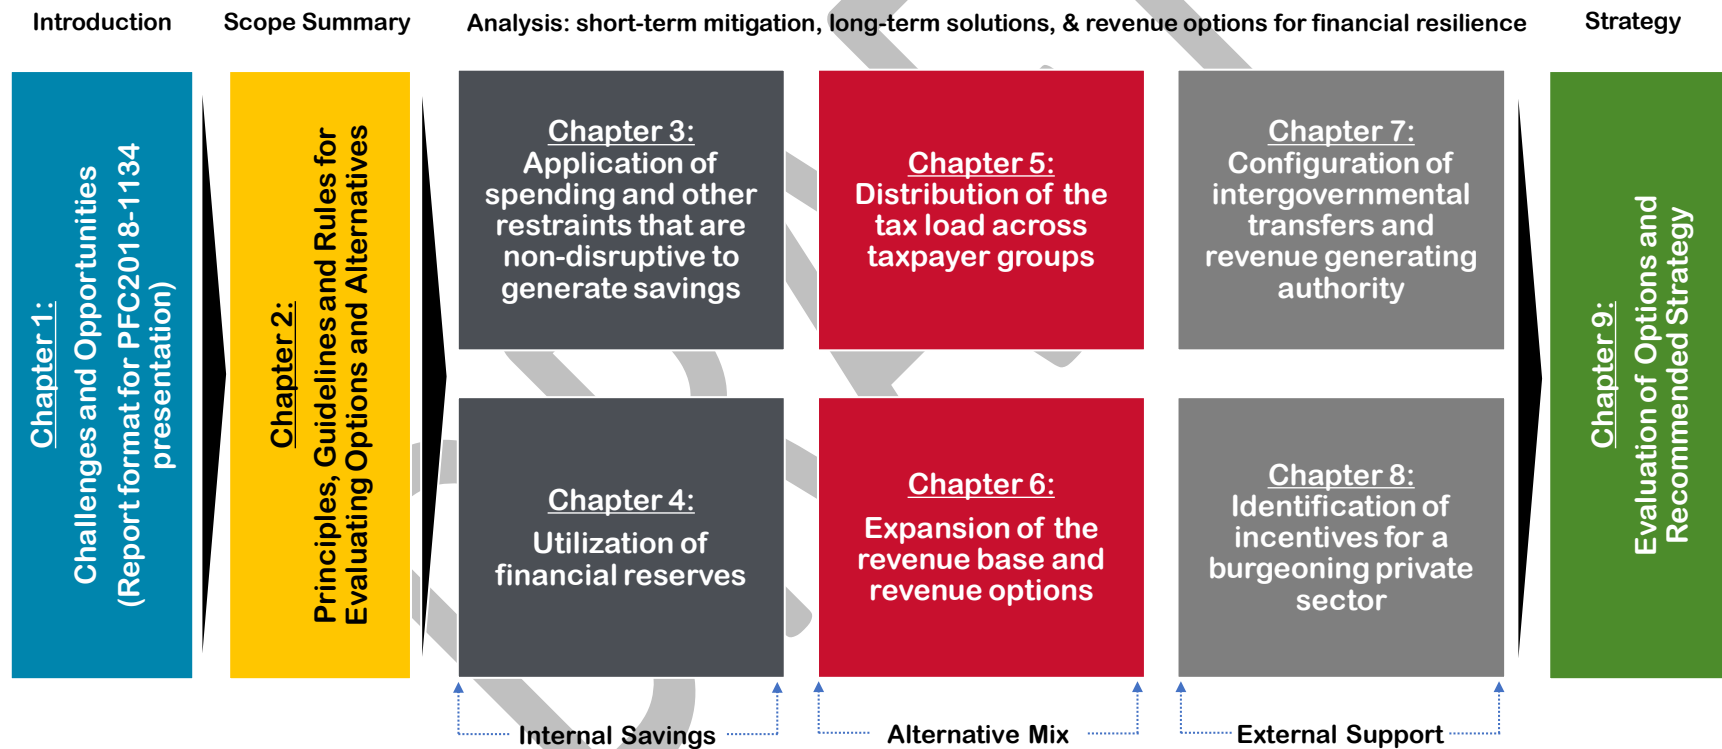 Introduction
Scope Summary
Analysis: short-term mitigation, long-term solutions, & revenue options for financial resilience
Strategy
Chapter 1:
Challenges and Opportunities
(Report format for PFC2018-1134
presentation)
Chapter 2:
Principles, Guidelines and Rules for
Evaluating Options and Alternatives
Chapter 3:
Application of
spending and other
restraints that are
non-disruptive to
generate savings
Chapter 4:
Utilization of
financial reserves
Chapter 5:
Distribution of the
tax load across
taxpayer groups
Chapter 6:
Expansion of the
revenue base and
revenue options
Chapter 7:
Configuration of
intergovernmental
transfers and
revenue generating
authority
Chapter 8:
Identification of
incentives for a
burgeoning private
sector
Chapter 9:
Evaluation of Options and
Recommended Strategy
Internal Savings
Alternative Mix
External Support